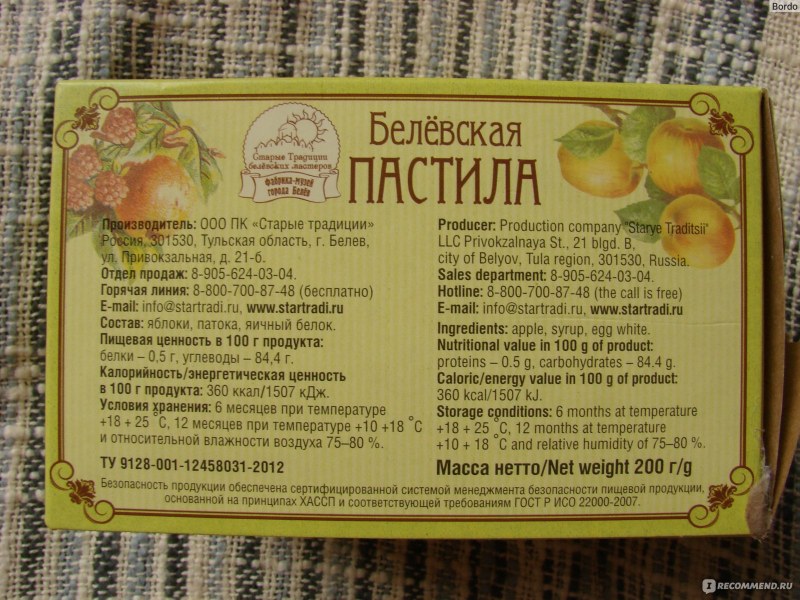 Bordo
Старые Традиции
белёвских мастеров
Фабрика-музей
города Белёв
Белёвская
ПАСТИЛА
Производитель: ООО ПК «Старые традиции»
Россия, 301530, Тульская область, г. Белев,
ул. Привокзальная, д. 21-б.
Отдел продаж: 8-905-624-03-04.
Горячая линия: 8-800-700-87-48 (бесплатно)
E-mail: info@startradi.ru, www.startradi.ru
Состав: яблоки, патока, яичный белок.
Пищевая ценность в 100 г продукта:
белки – 0,5 г, углеводы – 84,4 г.
Калорийность/энергетическая ценность
в 100 г продукта: 360 ккал/1507 кДж.
Условия хранения: 6 месяцев при температуре
+18 + 25 °C, 12 месяцев при температуре +10 +18 °C
и относительной влажности воздуха 75–80 %.
ТУ 9128-001-12458031-2012
Producer: Production company "Starye Traditsii"
LLC Privokzalnaya St., 21 blgd. B,
city of Belyov, Tula region, 301530, Russia.
Sales department: 8-905-624-03-04.
Hotline: 8-800-700-87-48 (the call is free)
E-mail: info@startradi.ru, www.startradi.ru
Ingredients: apple, syrup, egg white.
Nutritional value in 100 g of product:
proteins – 0.5 g, carbohydrates – 84.4 g.
Caloric/energy value in 100 g of product:
360 kcal/1507 kJ.
Storage conditions: 6 months at temperature
+18 + 25 °C, 12 months at temperature
+10 + 18 °C and relative humidity of 75–80 %.
Масса нетто/Net weight 200 г/g
Безопасность продукции обеспечена сертифицированной системой менеджмента безопасности пищевой продукции,
основанной на принципах ХАССП и соответствующей требованиям ГОСТ Р ИСО 22000-2007.
IRECOMMEND.RU